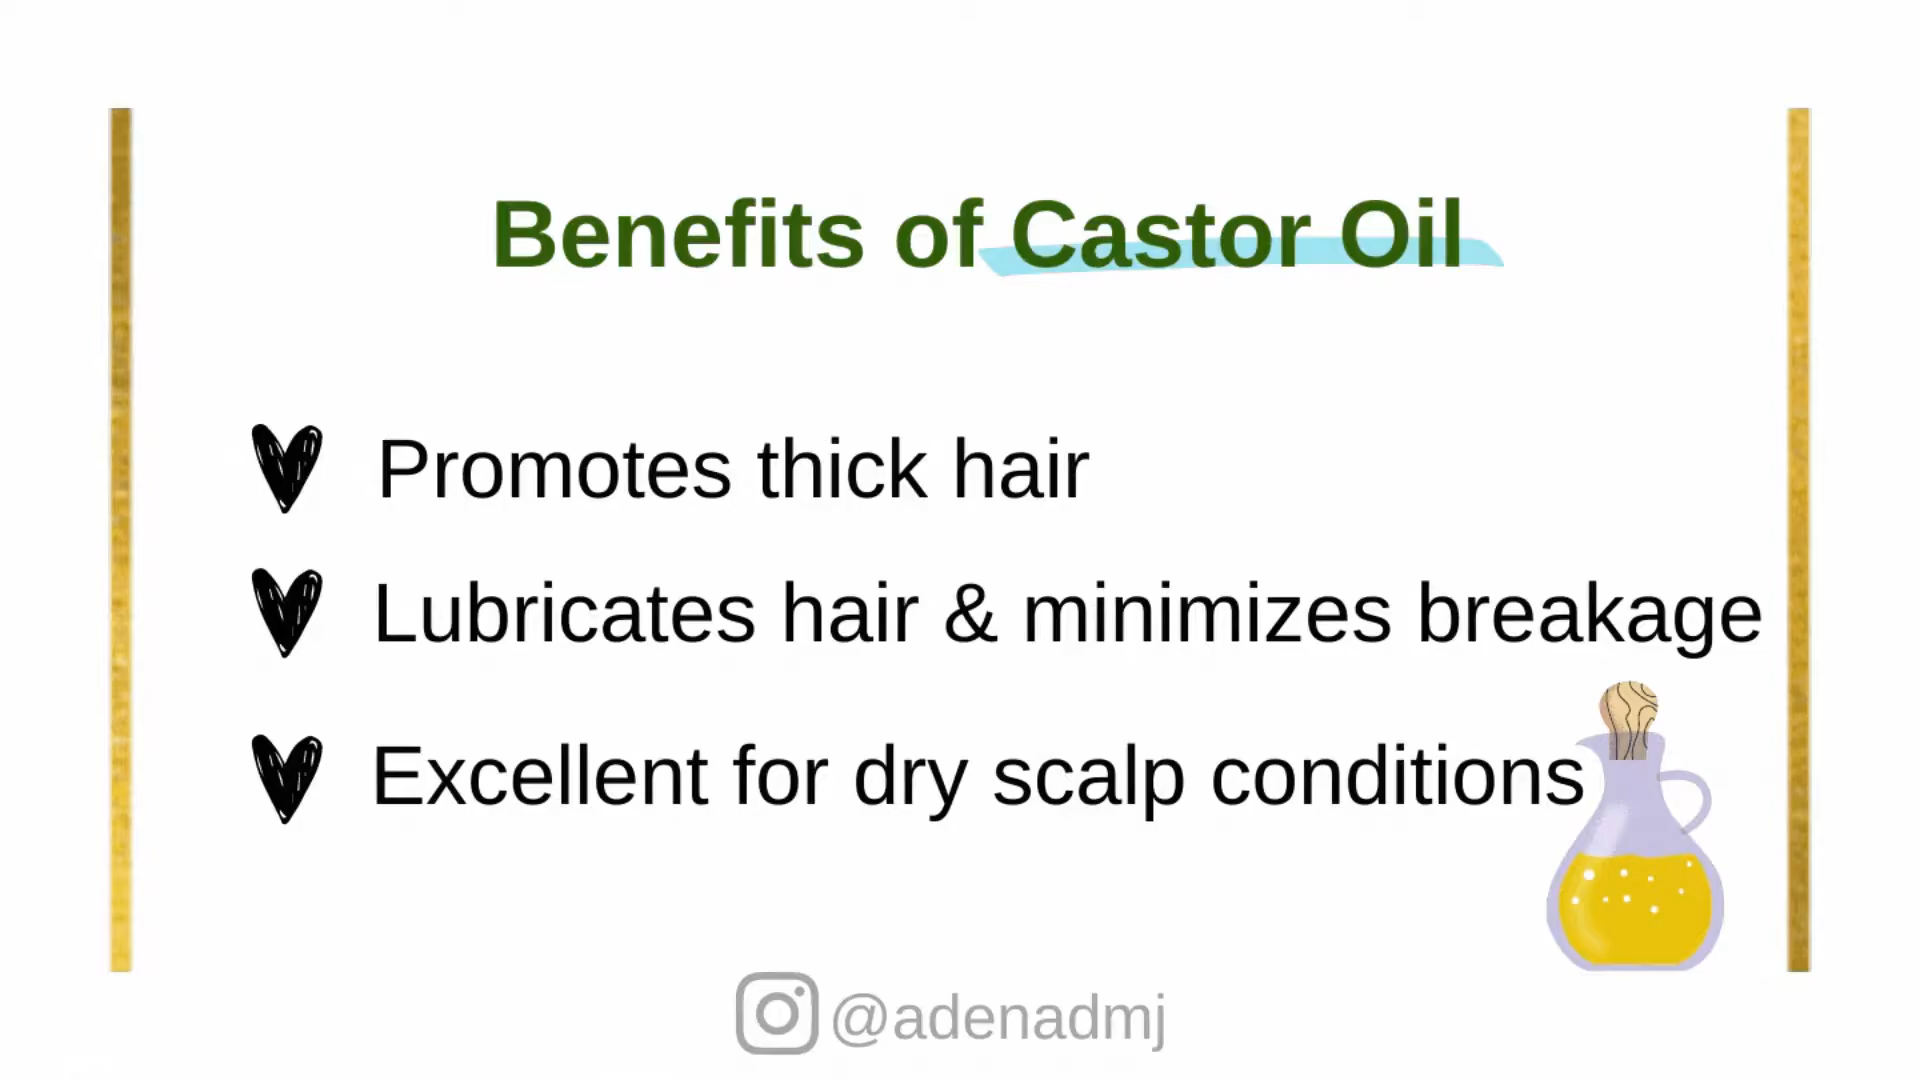 Benefits of Castor Oil
Promotes thick hair
Lubricates hair & minimizes breakage
Excellent for dry scalp conditions
@adenadmj